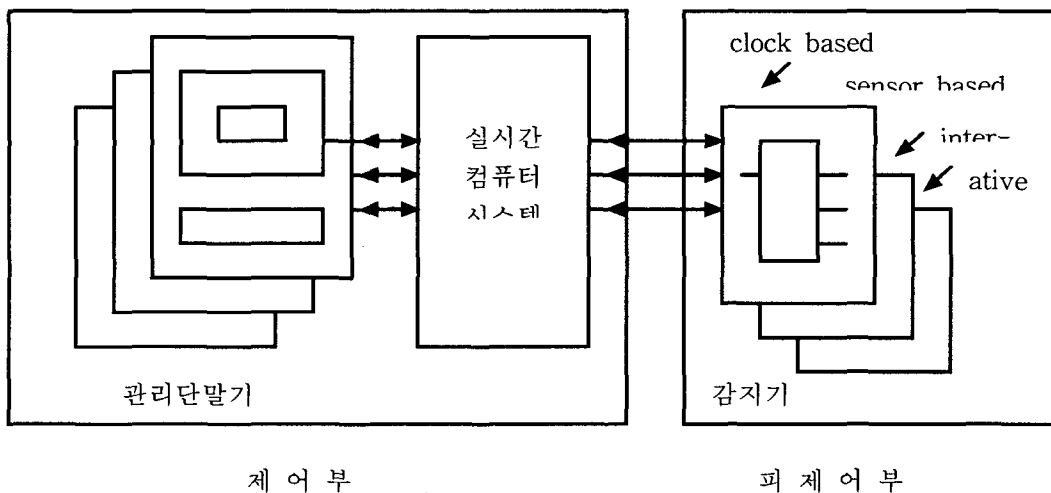 clock based
sensor based
inter-
ative
실시간
컴퓨터
시스템
관리단말기
감지기
제 어 부
피 제 어 부